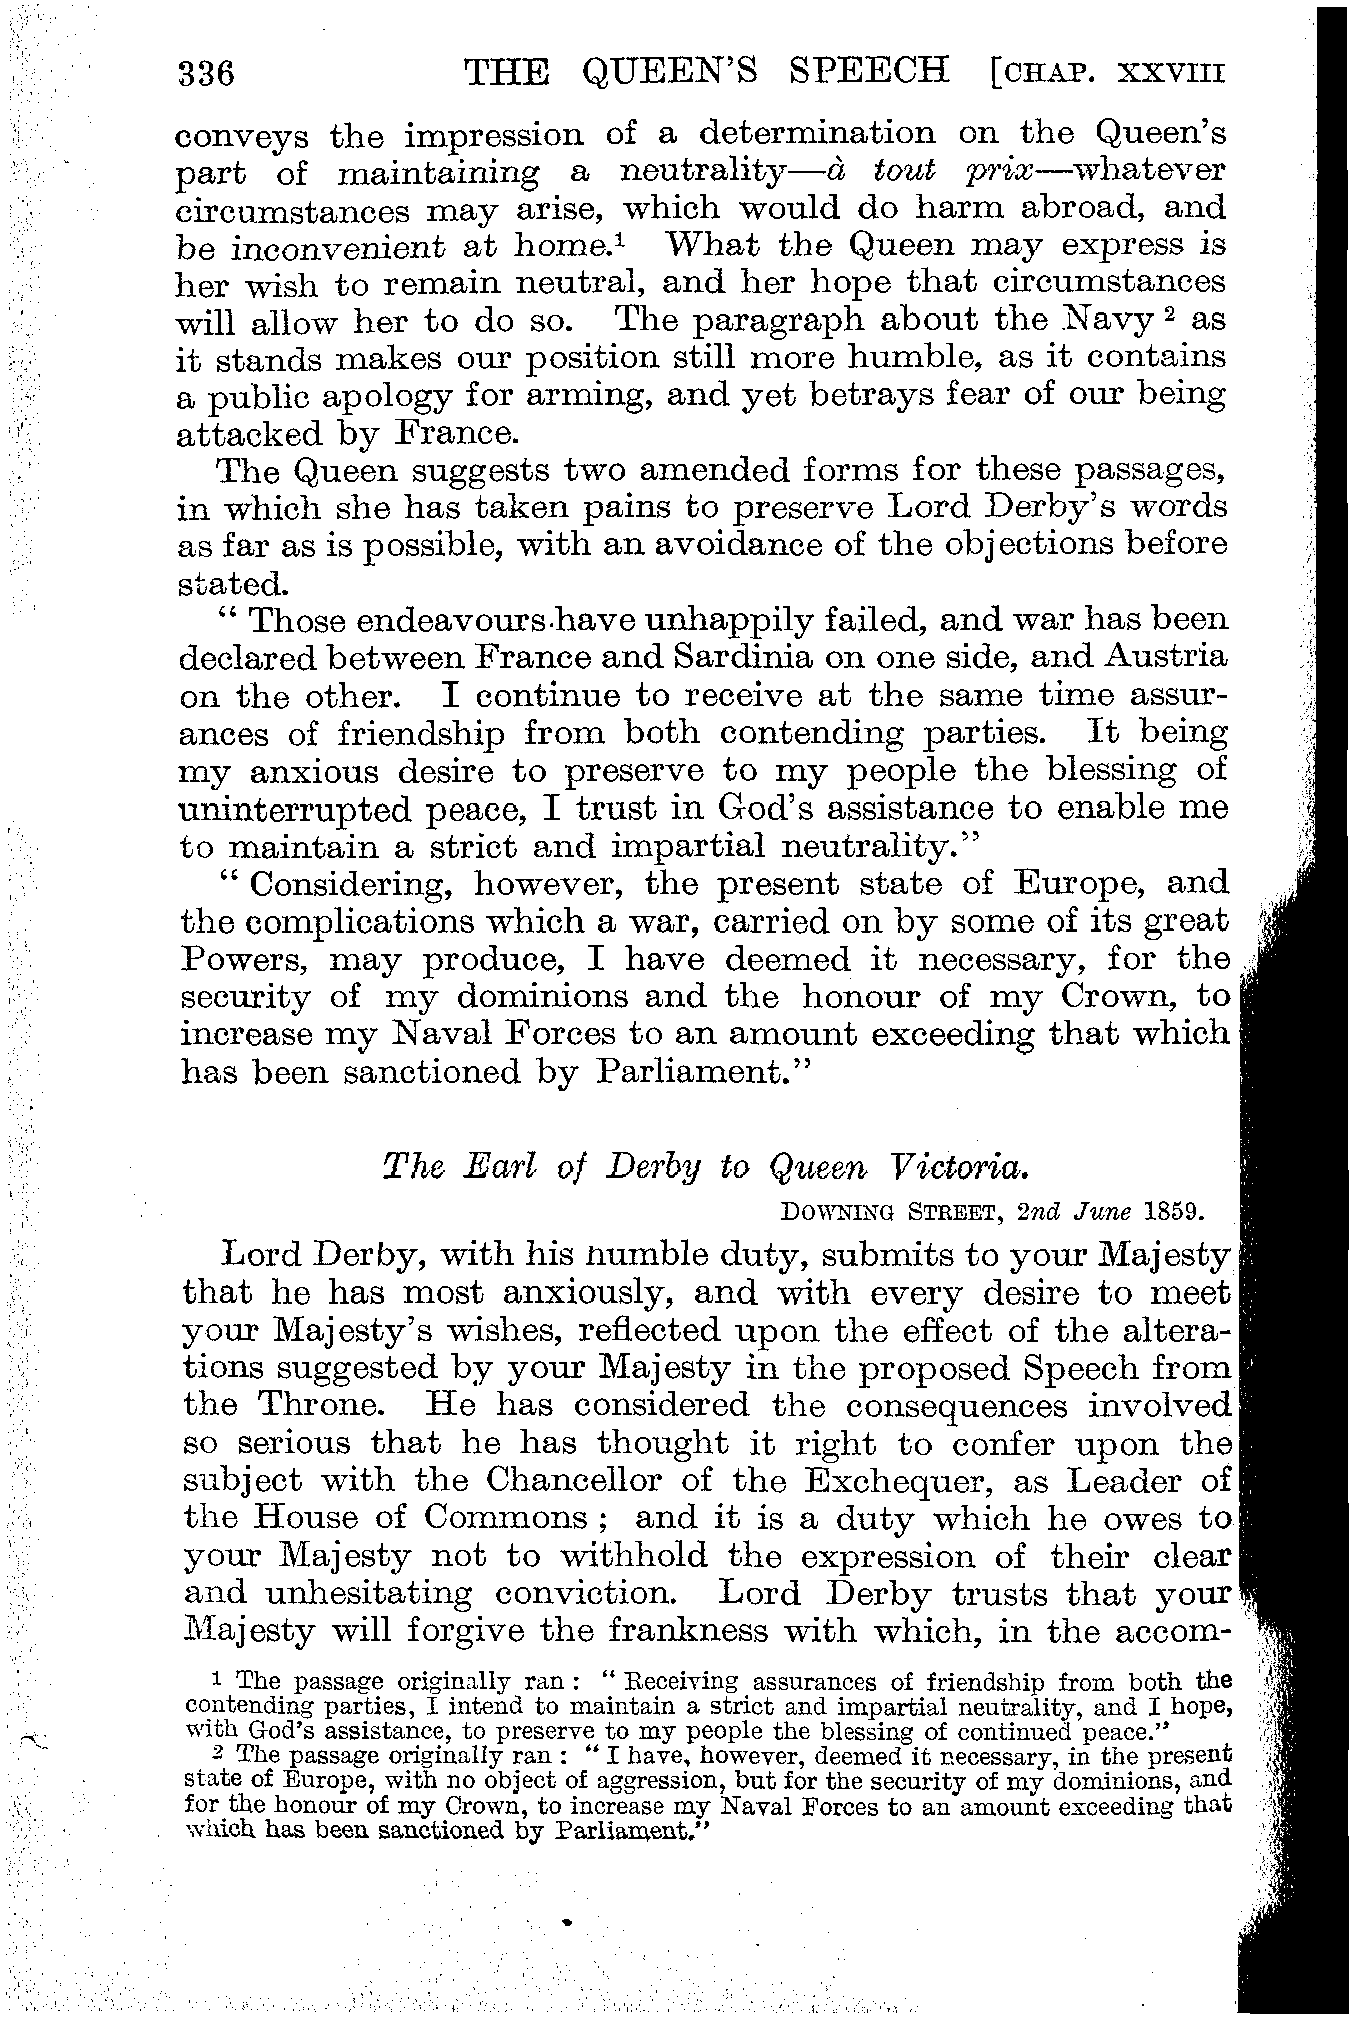 336 THE QUEEN'S SPEECH [CHAP. XXVIII
conveys the impression of a determination on the Queen's
part of maintaining a neutrality—à tout prix—whatever
circumstances may arise, which would do harm abroad, and
be inconvenient at home.¹ What the Queen may express is
her wish to remain neutral, and her hope that circumstances
will allow her to do so. The paragraph about the Navy ² as
it stands makes our position still more humble, as it contains
a public apology for arming, and yet betrays fear of our being
attacked by France.
The Queen suggests two amended forms for these passages,
in which she has taken pains to preserve Lord Derby's words
as far as is possible, with an avoidance of the objections before
stated.
“ Those endeavours have unhappily failed, and war has been
declared between France and Sardinia on one side, and Austria
on the other. I continue to receive at the same time assur-
ances of friendship from both contending parties. It being
my anxious desire to preserve to my people the blessing of
uninterrupted peace, I trust in God's assistance to enable me
to maintain a strict and impartial neutrality.”
“ Considering, however, the present state of Europe, and
the complications which a war, carried on by some of its great
Powers, may produce, I have deemed it necessary, for the
security of my dominions and the honour of my Crown, to
increase my Naval Forces to an amount exceeding that which
has been sanctioned by Parliament.”
The Earl of Derby to Queen Victoria.
DOWNING STREET, 2nd June 1859.
Lord Derby, with his humble duty, submits to your Majesty
that he has most anxiously, and with every desire to meet
your Majesty's wishes, reflected upon the effect of the altera-
tions suggested by your Majesty in the proposed Speech from
the Throne. He has considered the consequences involved
so serious that he has thought it right to confer upon the
subject with the Chancellor of the Exchequer, as Leader of
the House of Commons ; and it is a duty which he owes to
your Majesty not to withhold the expression of their clear
and unhesitating conviction. Lord Derby trusts that your
Majesty will forgive the frankness with which, in the accom-
1 The passage originally ran : “ Receiving assurances of friendship from both the
contending parties, I intend to maintain a strict and impartial neutrality, and I hope,
with God's assistance, to preserve to my people the blessing of continued peace.”
2 The passage originally ran : “ I have, however, deemed it necessary, in the present
state of Europe, with no object of aggression, but for the security of my dominions, and
for the honour of my Crown, to increase my Naval Forces to an amount exceeding that
which has been sanctioned by Parliament.”